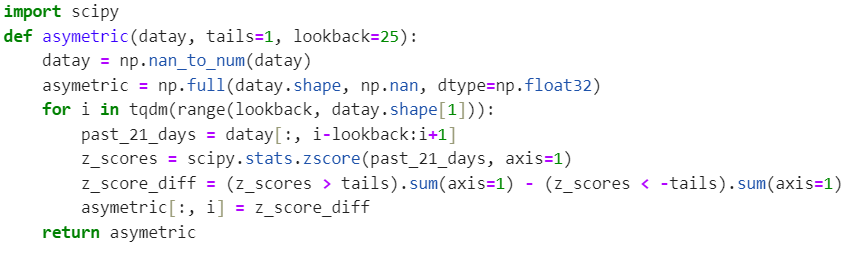 import scipy
def asymetric(datay, tails=1, lookback=25):
    datay = np.nan_to_num(datay)
    asymetric = np.full(datay.shape, np.nan, dtype=np.float32)
    for i in tqdm(range(lookback, datay.shape[1])):
        past_21_days = datay[:, i-lookback:i+1]
        z_scores = scipy.stats.zscore(past_21_days, axis=1)
        z_score_diff = (z_scores > tails).sum(axis=1) - (z_scores < -tails).sum(axis=1)
        asymetric[:, i] = z_score_diff
    return asymetric